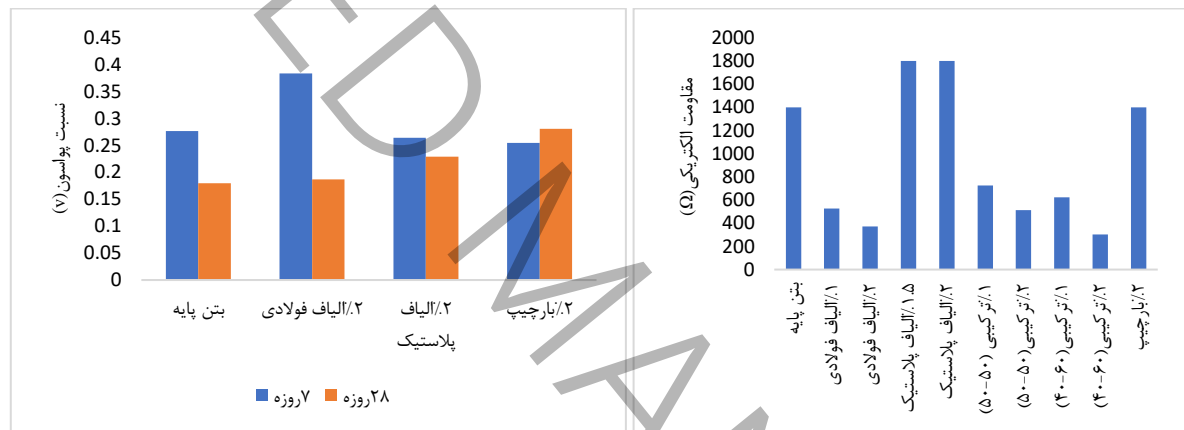 0.45
0.4
0.35
0.3
0.25
0.2
0.15
0.1
0.05
0
نسبت پواسون(v)
بتن پایه
۲٪الیاف فولادی
۲٪الیاف
پلاستیک
۲٪بارچیپ
۷روزه
۲۸روزه
2000
1800
1600
1400
1200
1000
800
600
400
200
0
مقاومت الکتریکی(Ω)
بتن پایه
۱٪الیاف فولادی
۲٪الیاف فولادی
۱.۵٪الیاف پلاستیک
۲٪الیاف پلاستیک
۱٪ترکیبی (۵۰-۵۰)
۲٪ترکیبی(۵۰-۵۰)
۱٪ترکیبی(۶۰-۴۰)
۲٪ترکیبی(۶۰-۴۰)
۲٪بارچیپ